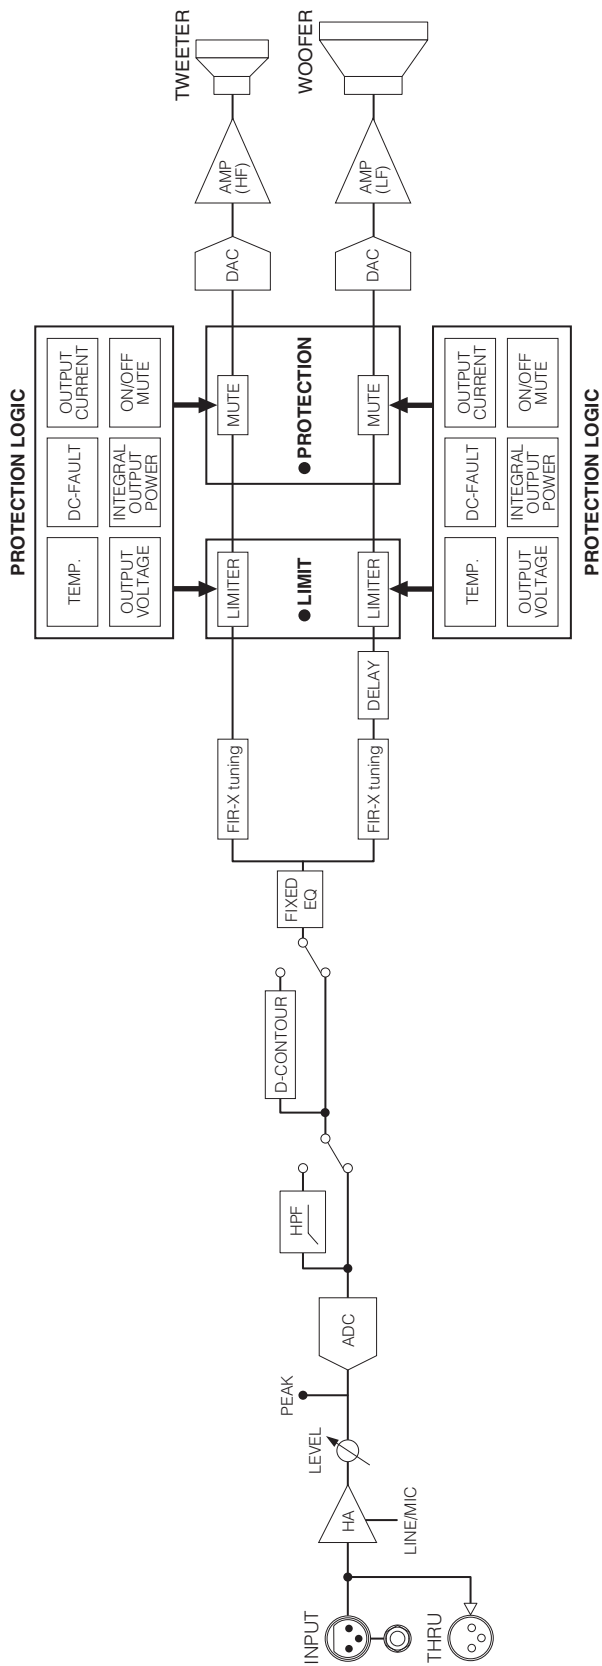 INPUT
THRU
HA
LINE/MIC
LEVEL
PEAK
ADC
HPF
D-CONTOUR
FIXED
EQ
FIR-X tuning
FIR-X tuning
DELAY
PROTECTION LOGIC
TEMP.
DC-FAULT
OUTPUT
CURRENT
OUTPUT
VOLTAGE
INTEGRAL
OUTPUT
POWER
ON/OFF
MUTE
LIMITER
LIMIT
LIMITER
MUTE
PROTECTION
MUTE
TEMP.
DC-FAULT
OUTPUT
CURRENT
OUTPUT
VOLTAGE
INTEGRAL
OUTPUT
POWER
ON/OFF
MUTE
PROTECTION LOGIC
DAC
DAC
AMP
(HF)
AMP
(LF)
TWEETER
WOOFER